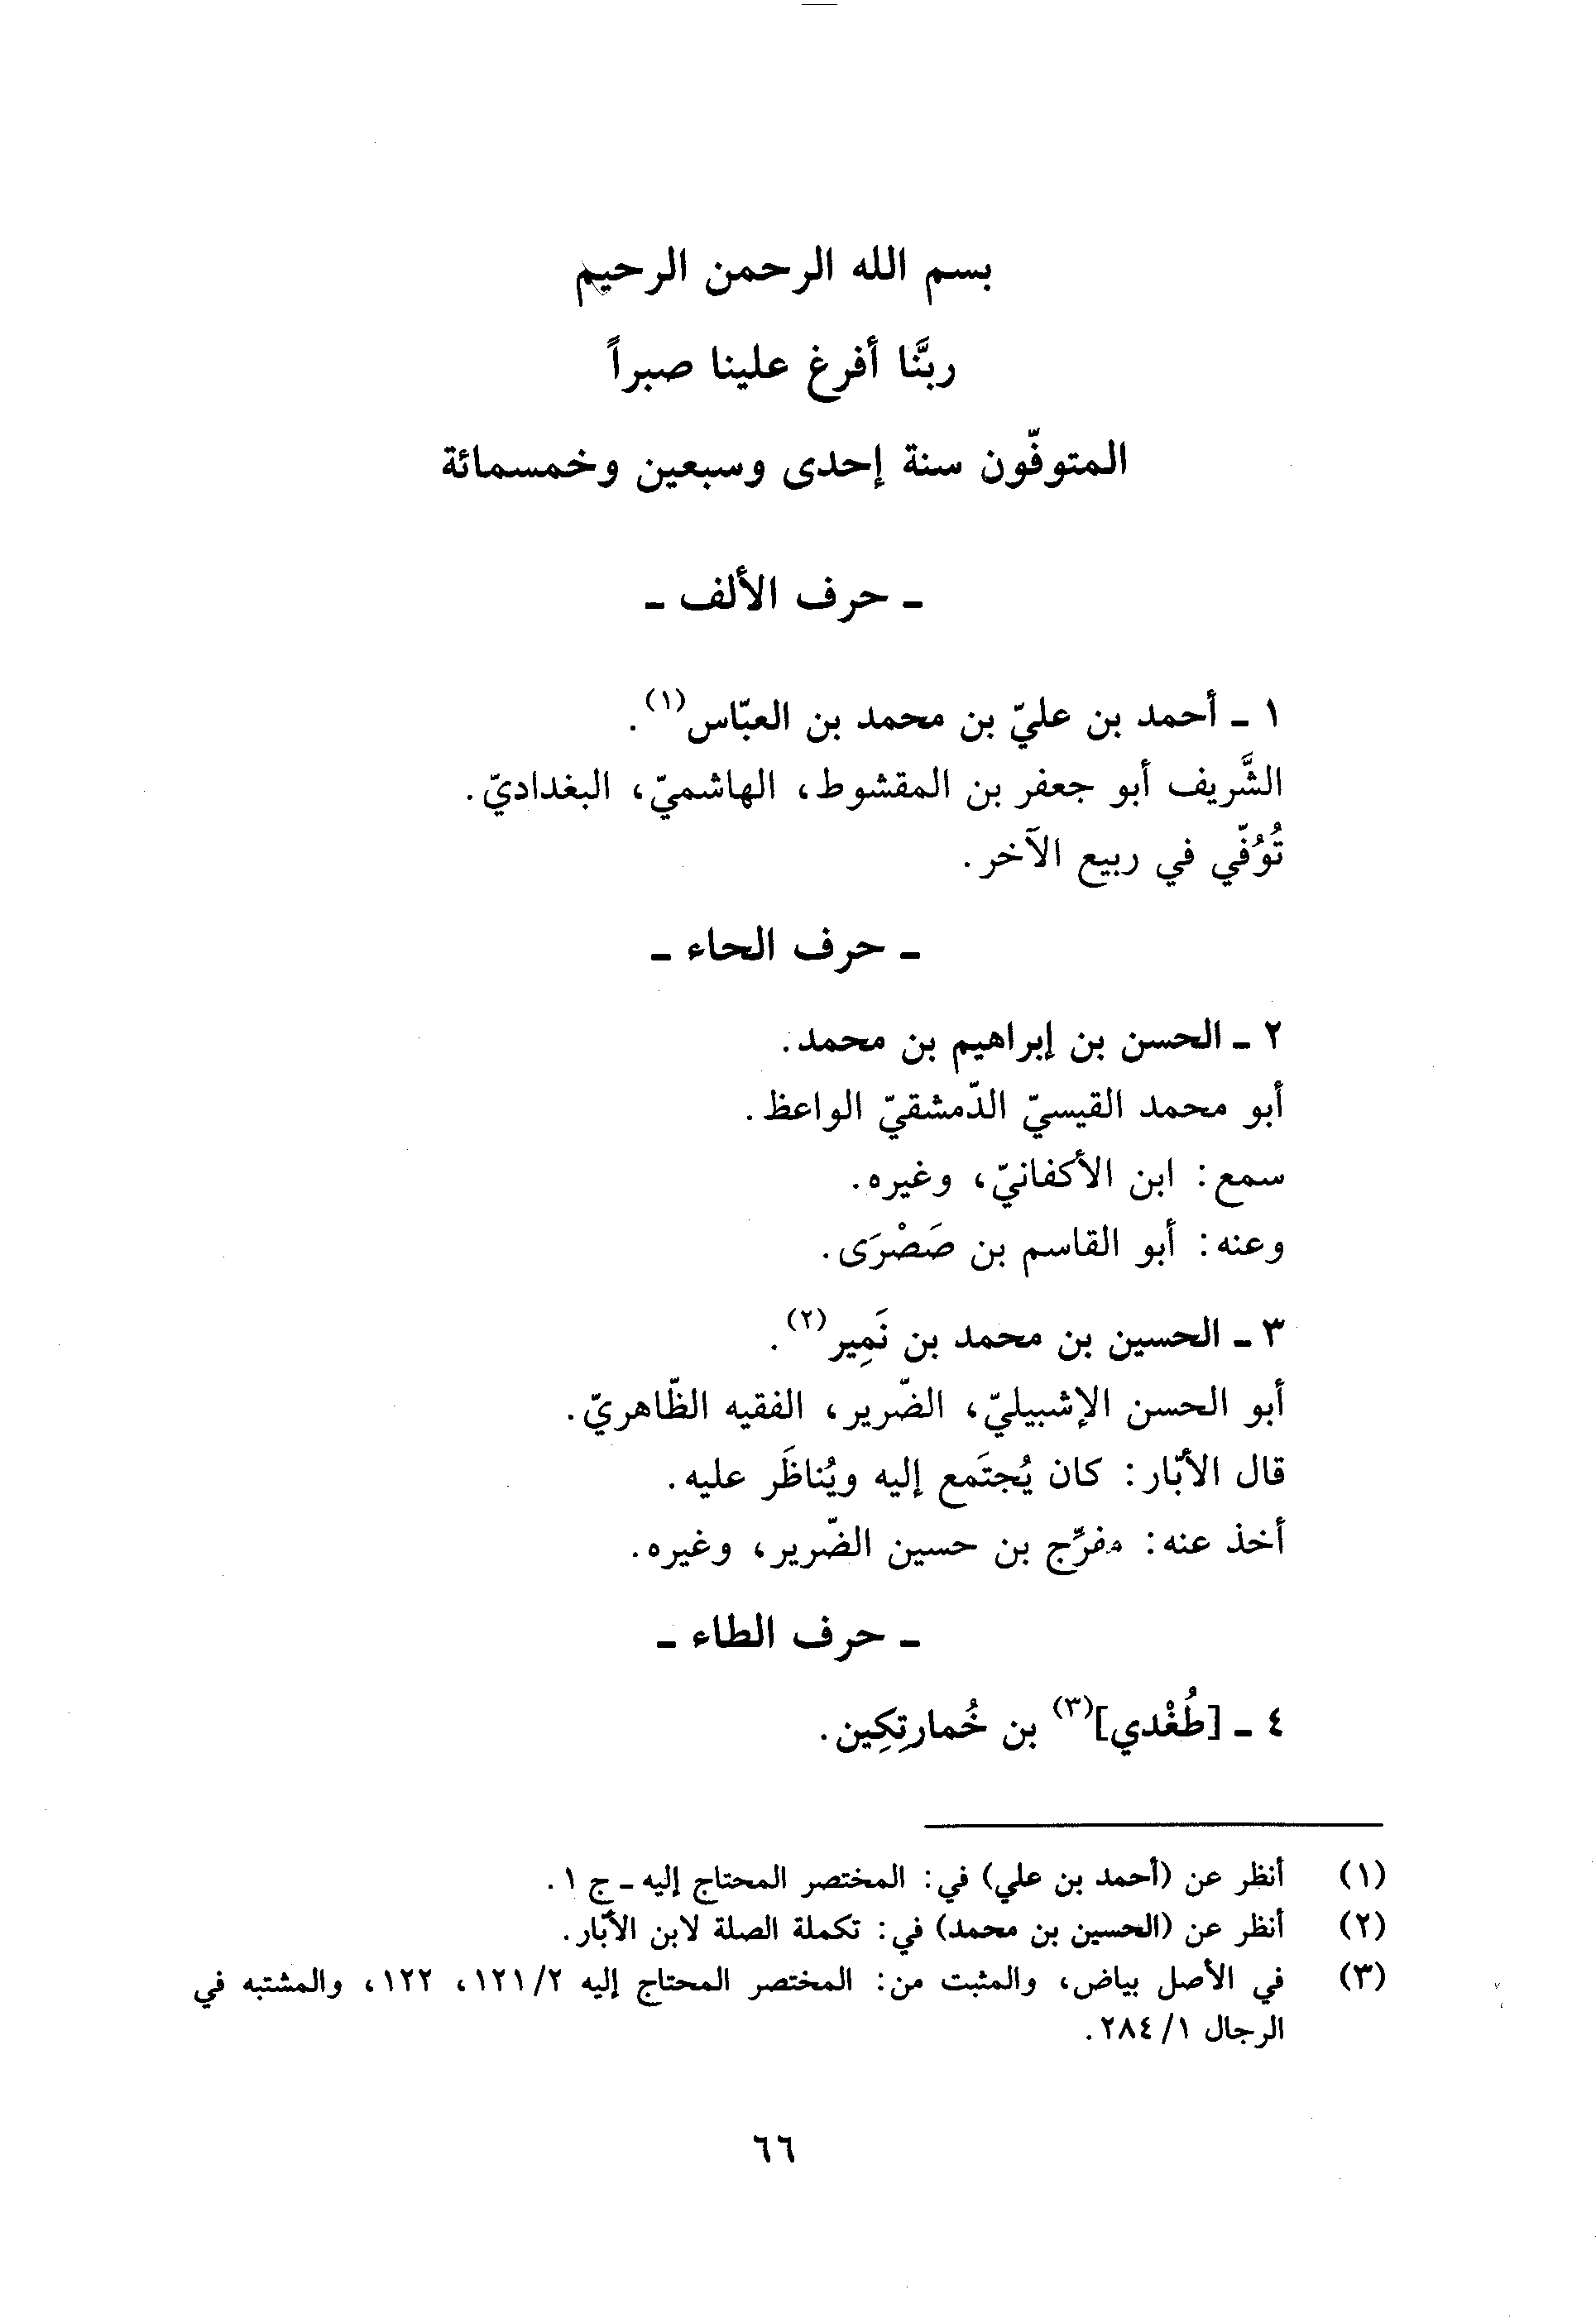 بسم الله الرحمن الرحيم
ربَّنا أفرغ علينا صبراً
المتوفّون سنة إحدى وسبعين وخمسمائة
ـ حرف الألف ـ
١ ـ أحمد بن عليّ بن محمد بن العبّاس(١).
الشَّريف أبو جعفر بن المقشوط، الهاشميّ، البغداديّ.
تُوُفّي في ربيع الآخر.
ـ حرف الحاء ـ
٢ ـ الحسن بن إبراهيم بن محمد.
أبو محمد القيسيّ الدّمشقيّ الواعظ.
سمع: ابن الأكفانيّ، وغيره.
وعنه: أبو القاسم بن صَصْرَى.
٣ ـ الحسين بن محمد بن نَمِير(٢).
أبو الحسن الإشبيليّ، الضّرير، الفقيه الظّاهريّ.
قال الأبّار: كان يُجتَمع إليه ويُناظَر عليه.
أخذ عنه: مفرِّج بن حسين الضّرير، وغيره.
ـ حرف الطاء ـ
٤ ـ [طُغْدي](٣) بن خُمارتِكِين.
(١) أنظر عن (أحمد بن علي) في: المختصر المحتاج إليه ـ ج ١.
(٢) أنظر عن (الحسين بن محمد) في: تكملة الصلة لابن الأبّار.
(٣) في الأصل بياض، والمثبت من: المختصر المحتاج إليه ١٢١/٢، ١٢٢، والمشتبه في
الرجال ٢٨٤/١.
٦٦